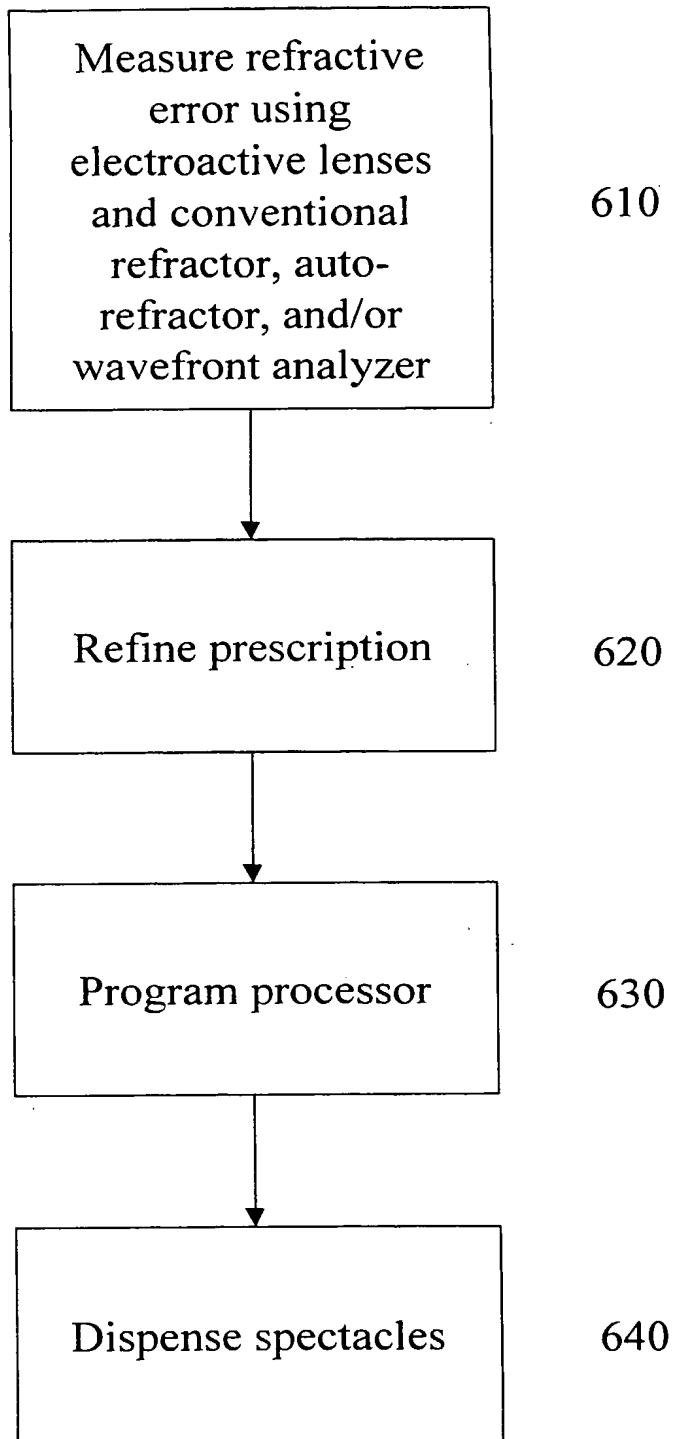 Measure refractive
error using
electroactive lenses
and conventional
refractor, auto-
refractor, and/or
wavefront analyzer
610
Refine prescription
620
Program processor
630
Dispense spectacles
640